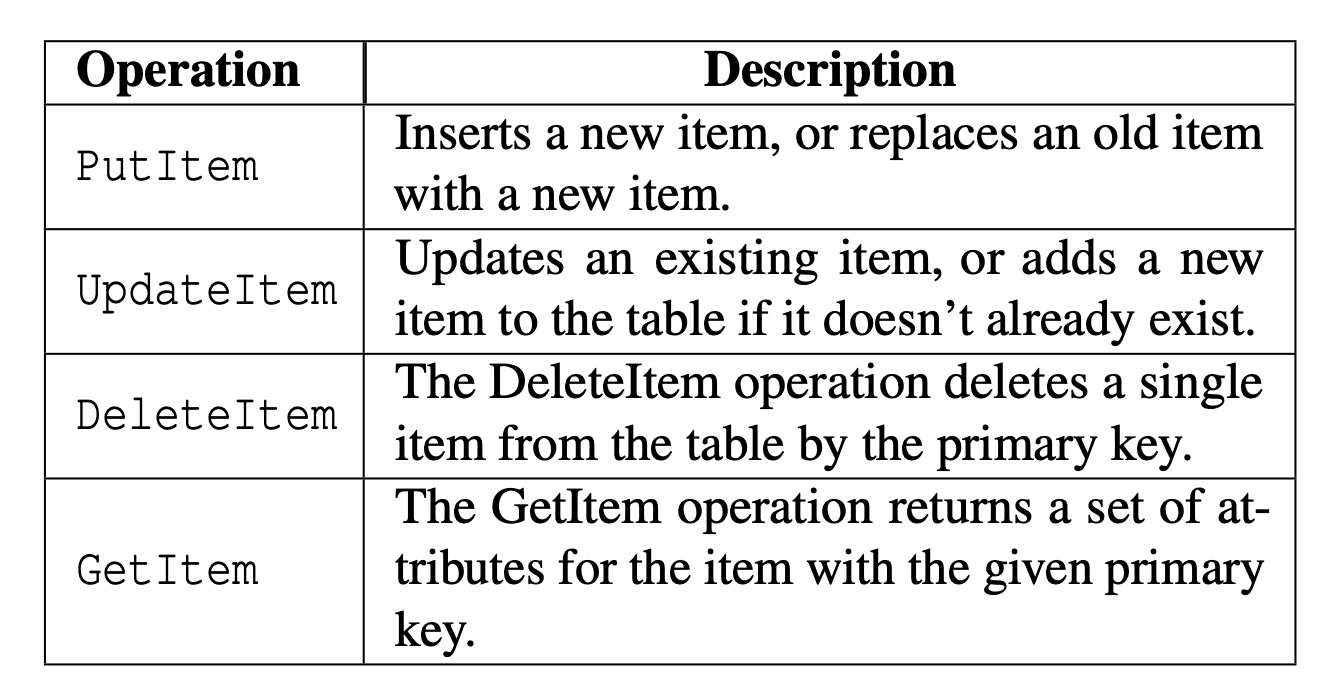 Operation Description
PutItem
Inserts a new item, or replaces an old item
with a new item.
UpdateItem
Updates an existing item, or adds a new
item to the table if it doesn’t already exist.
DeleteItem
The DeleteItem operation deletes a single
item from the table by the primary key.
GetItem
The GetItem operation returns a set of at-
tributes for the item with the given primary
key.